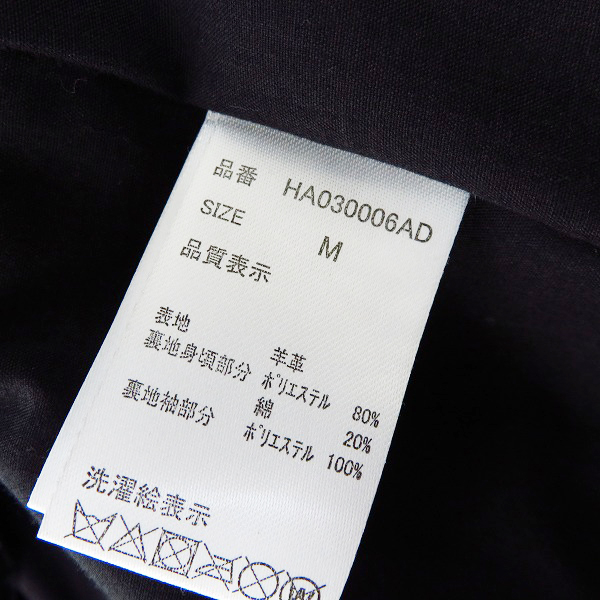 品番 HA030006AD
SIZE M
品質表示
表地 羊革
裏地身頃部分 ポリエステル 80%
綿 20%
裏地袖部分 ポリエステル 100%
洗濯絵表示